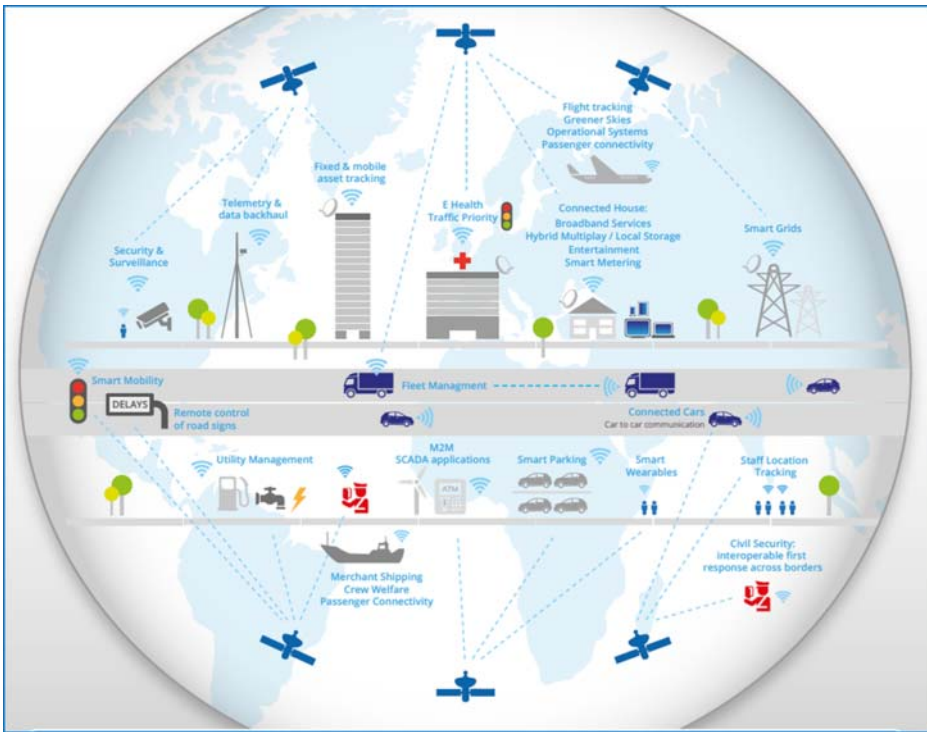 Flight tracking
Greener Skies
Operational Systems
Passenger connectivity
Fixed & mobile
asset tracking
Telemetry &
data backhaul
E Health
Traffic Priority
Connected House:
Broadband Services
Hybrid Multiplay / Local Storage
Entertainment
Smart Metering
Smart Grids
Security &
Surveillance
Smart Mobility
Fleet Managment
DELAYS
Remote control
of road signs
Connected Cars
Car to car communication
Utility Management
M2M
SCADA applications
ATM
Smart Parking
Smart
Wearables
Staff Location
Tracking
Merchant Shipping
Crew Welfare
Passenger Connectivity
Civil Security:
interoperable first
response across borders